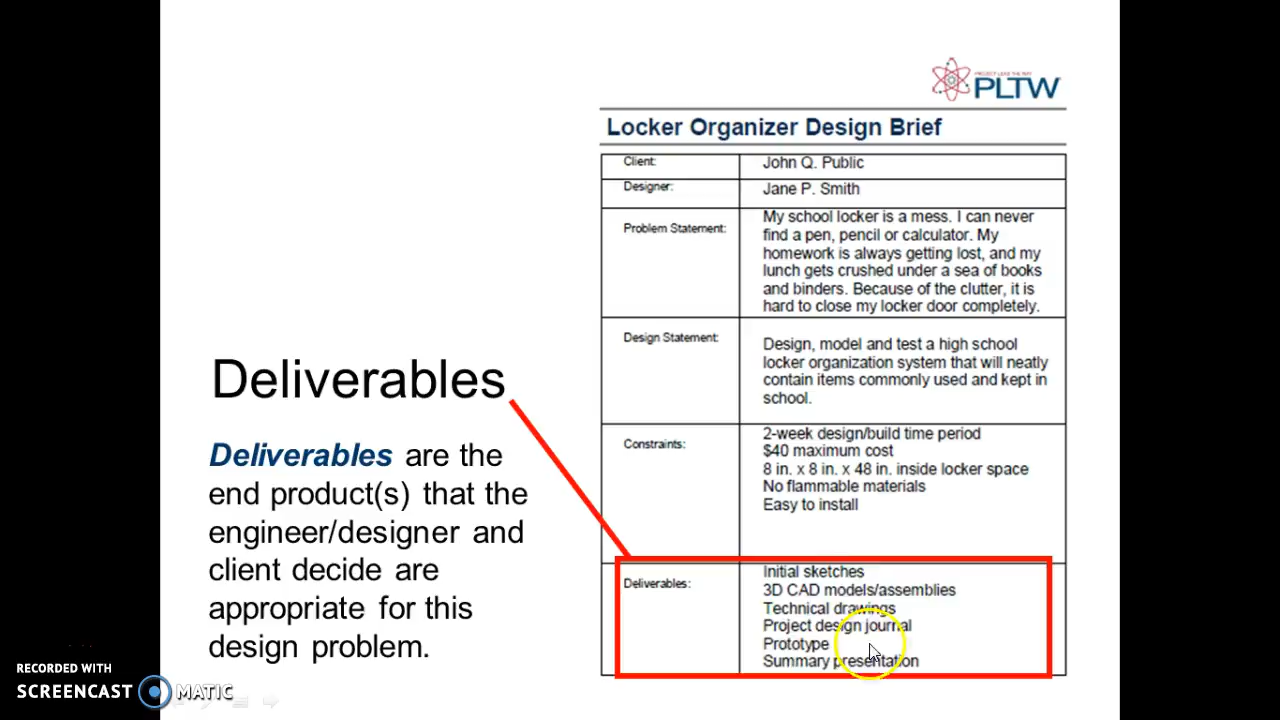 PROJECT LEAD THE WAY
PLTW
Locker Organizer Design Brief
Client:
John Q. Public
Designer:
Jane P. Smith
Problem Statement:
My school locker is a mess. I can never
find a pen, pencil or calculator. My
homework is always getting lost, and my
lunch gets crushed under a sea of books
and binders. Because of the clutter, it is
hard to close my locker door completely.
Design Statement:
Design, model and test a high school
locker organization system that will neatly
contain items commonly used and kept in
school.
Constraints:
2-week design/build time period
$40 maximum cost
8 in. x 8 in. x 48 in. inside locker space
No flammable materials
Easy to install
Deliverables:
Initial sketches
3D CAD models/assemblies
Technical drawings
Project design journal
Prototype
Summary presentation
Deliverables
Deliverables are the
end product(s) that the
engineer/designer and
client decide are
appropriate for this
design problem.
RECORDED WITH
SCREENCAST MATIC